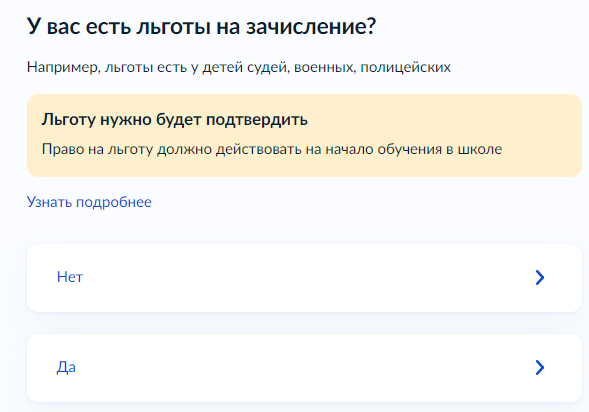 У вас есть льготы на зачисление?
Например, льготы есть у детей судей, военных, полицейских
Льготу нужно будет подтвердить
Право на льготу должно действовать на начало обучения в школе
Узнать подробнее
Нет
Да